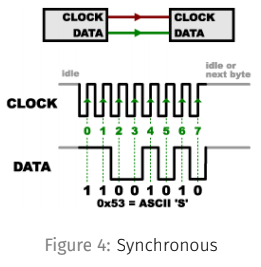 CLOCK CLOCK
DATA DATA
idle
idle or
next byte
CLOCK
0 1 2 3 4 5 6 7
DATA
1 1 0 0 1 0 1 0
0x53 = ASCII 'S'
Figure 4: Synchronous